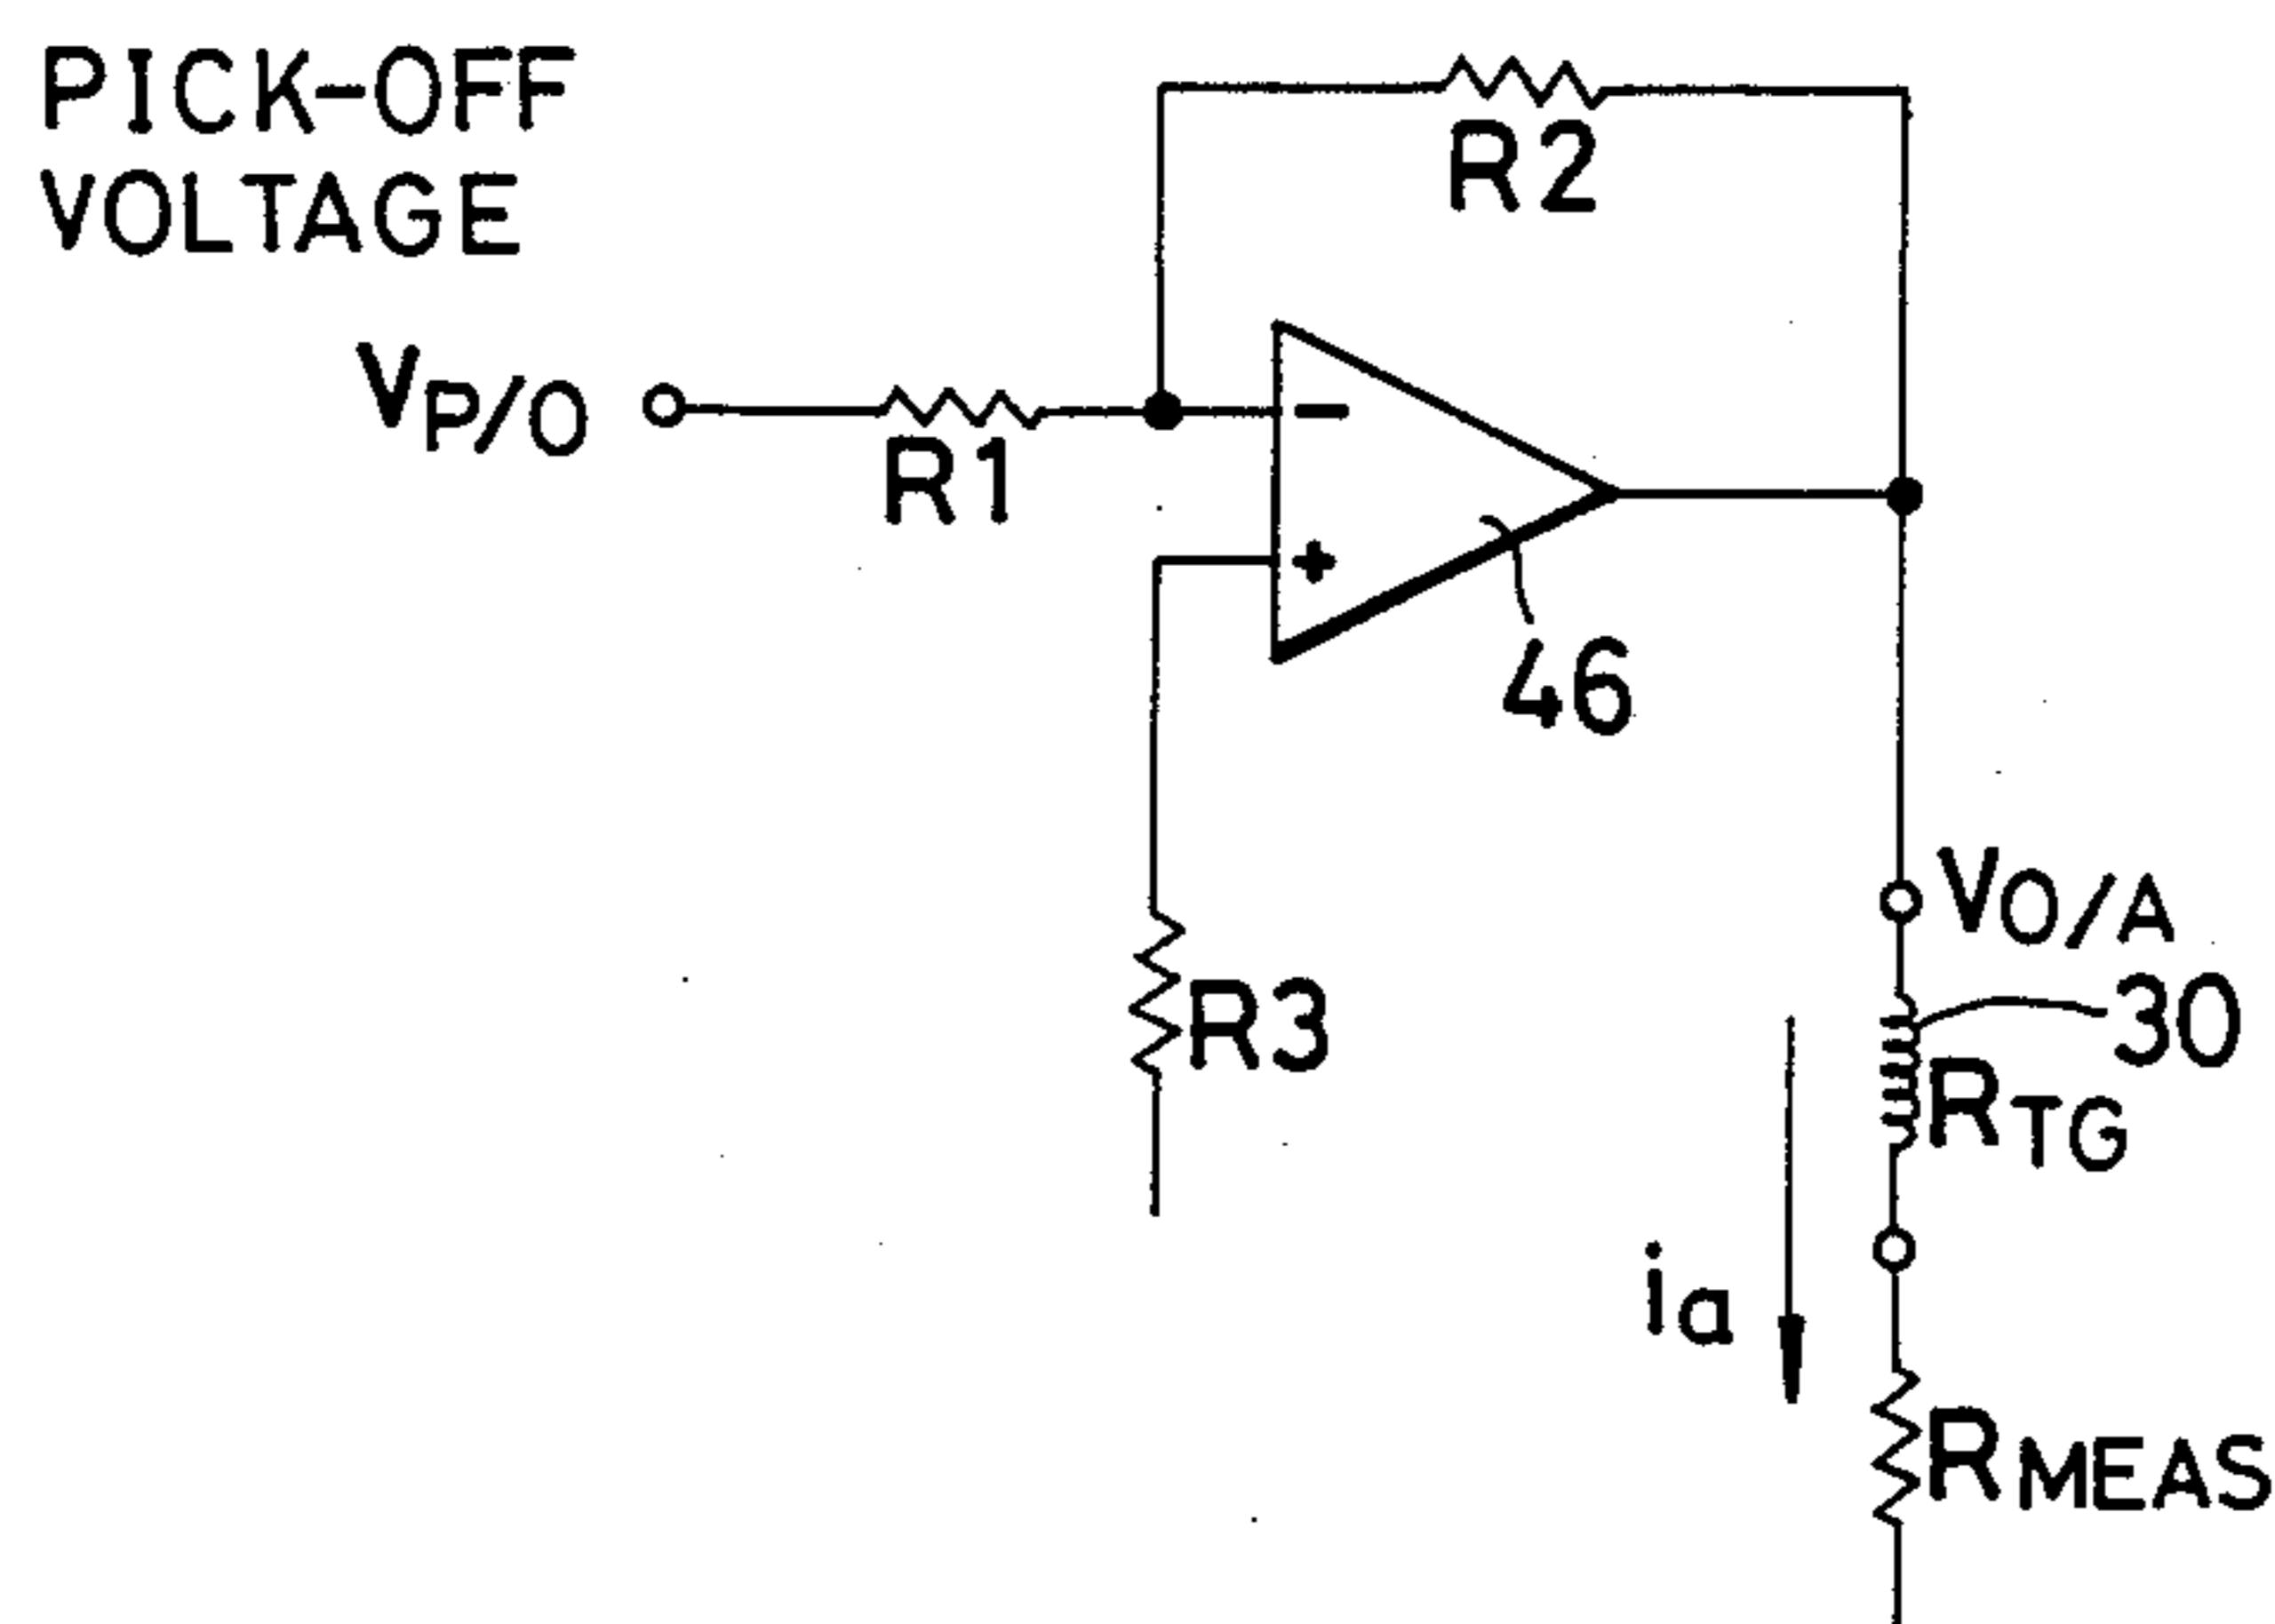 PICK-OFF
VOLTAGE
VP/O
R1
R2
-
+
46
R3
VO/A
30
RTG
ia
RMEAS